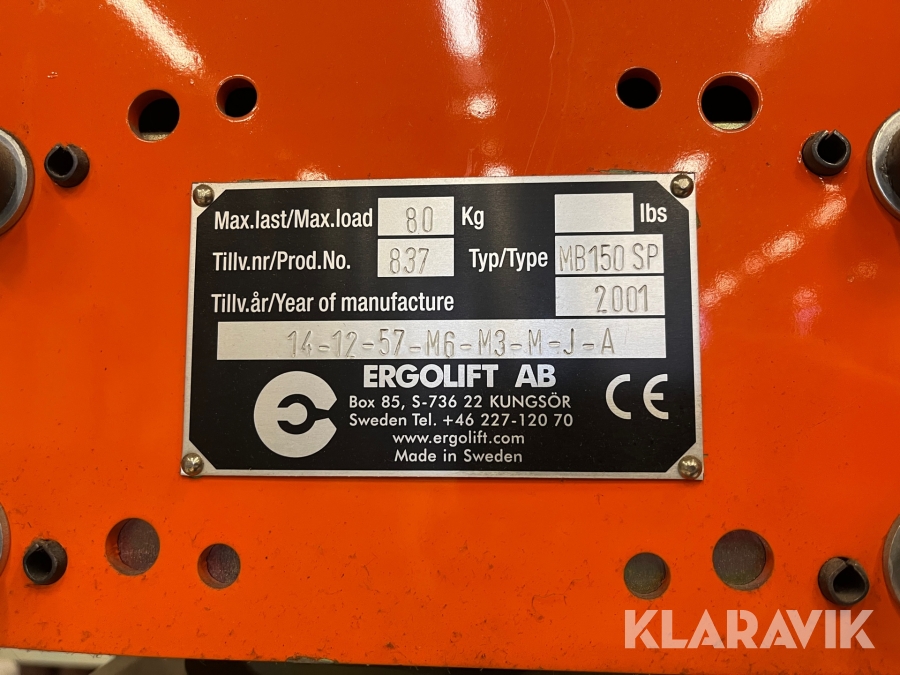 KLARAVIK
Max.last/Max.load 80 Kg lbs
Tillv.nr/Prod.No. 837 Typ/Type MB150 SP
Tillv.år/Year of manufacture 2001
14-12-57-M6-M3-M-J-A
ERGOLIFT AB
Box 85, S-736 22 KUNGSÖR
Sweden Tel. +46 227-120 70
www.ergolift.com
Made in Sweden
CE
KLARAVIK